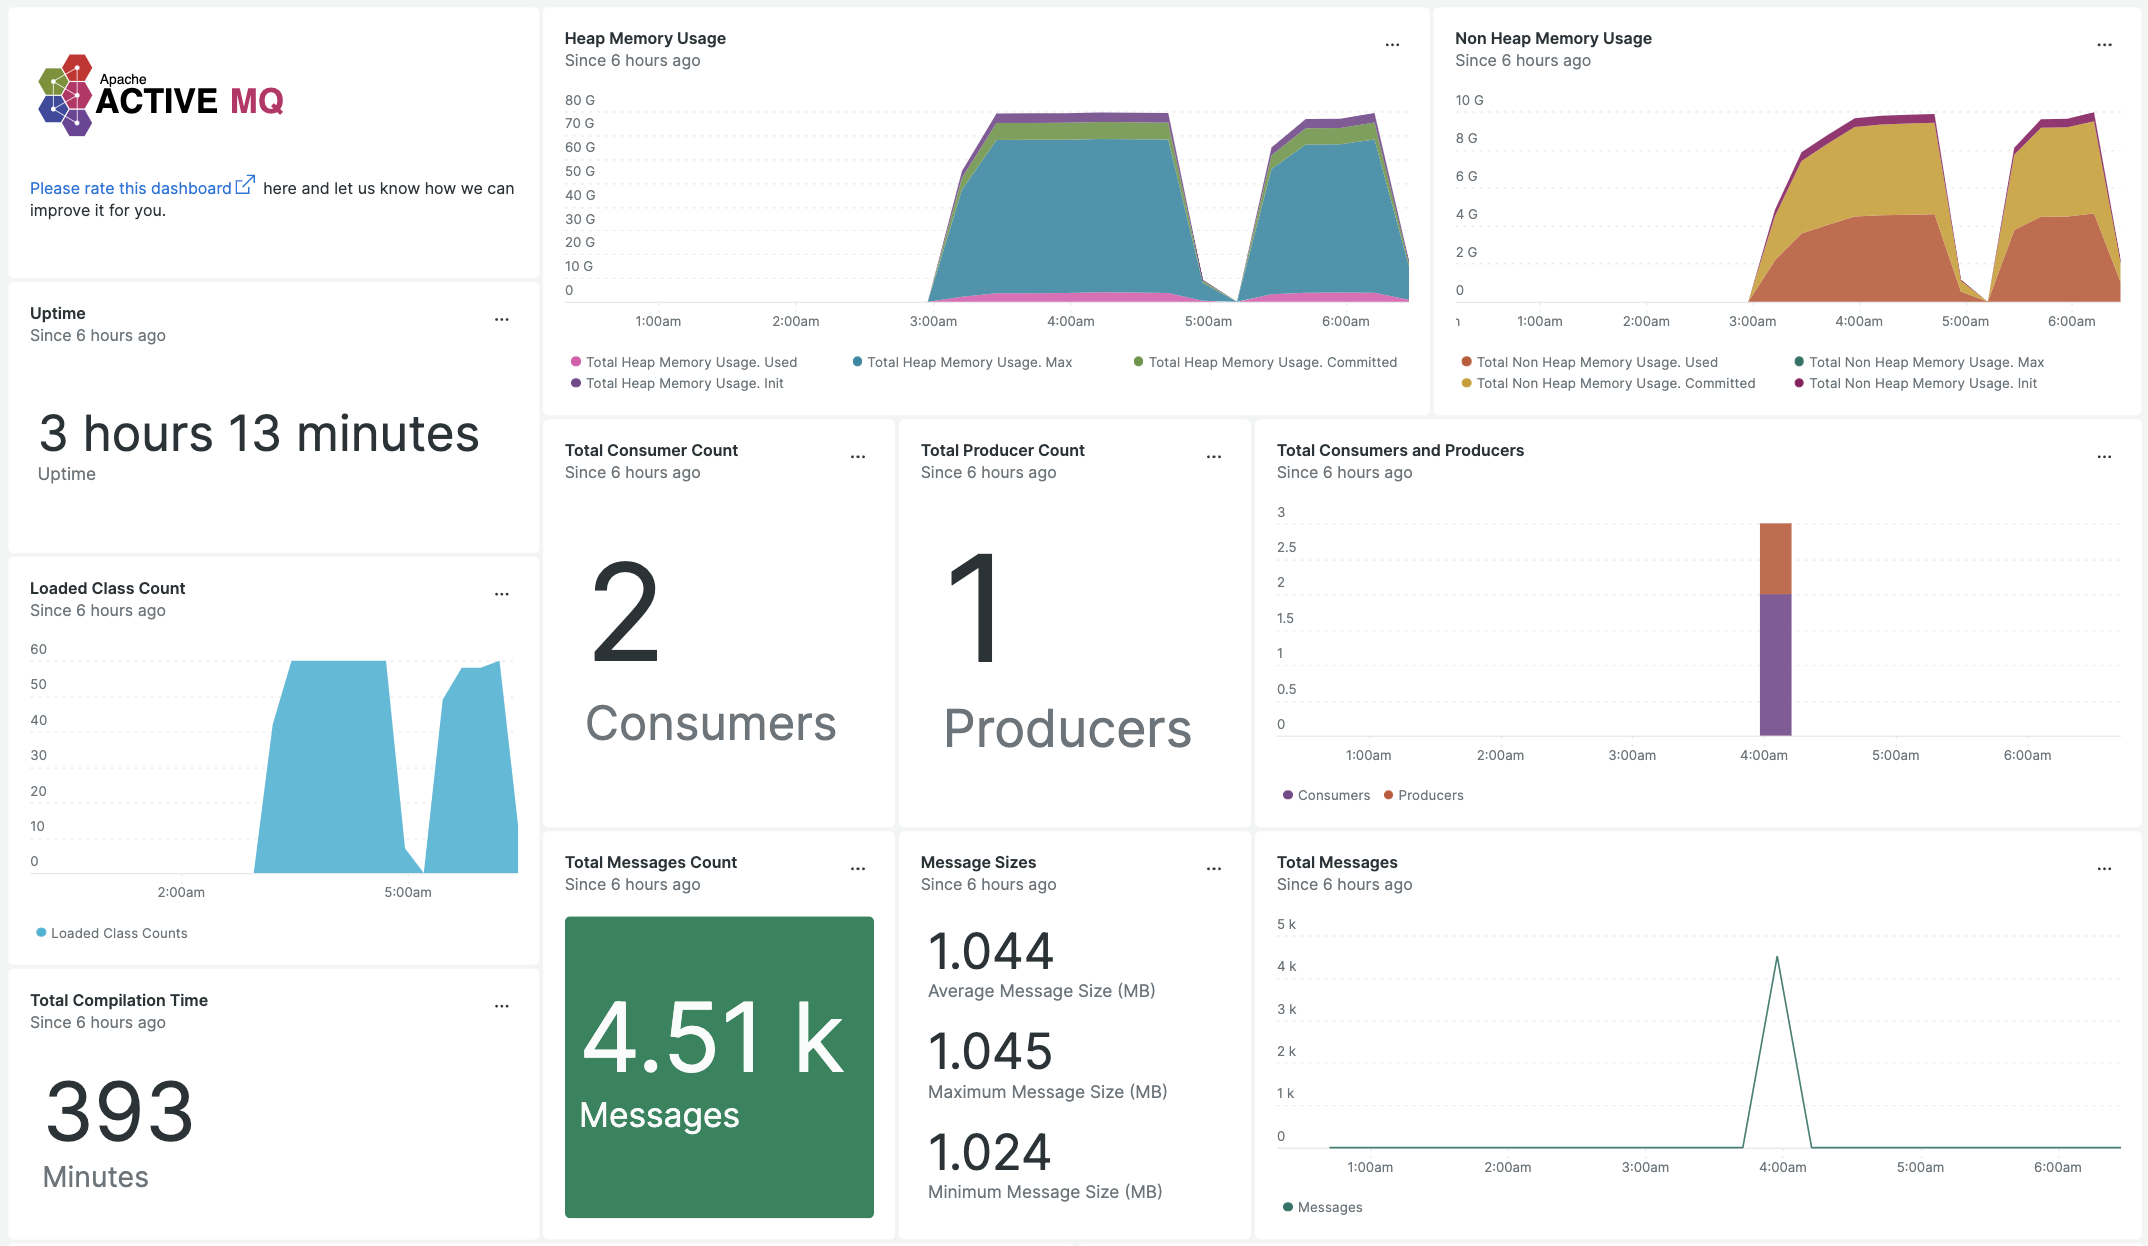 Apache
ACTIVE MQ
Please rate this dashboard here and let us know how we can
improve it for you.
Uptime
Since 6 hours ago
3 hours 13 minutes
Uptime
Loaded Class Count
Since 6 hours ago
60
50
40
30
20
10
0
2:00am 5:00am
Loaded Class Counts
Total Compilation Time
Since 6 hours ago
393
Minutes
Heap Memory Usage
Since 6 hours ago
80 G
70 G
60 G
50 G
40 G
30 G
20 G
10 G
0
1:00am 2:00am 3:00am 4:00am 5:00am 6:00am
Total Heap Memory Usage. Used Total Heap Memory Usage. Max Total Heap Memory Usage. Committed
Total Heap Memory Usage. Init
Non Heap Memory Usage
Since 6 hours ago
10 G
8 G
6 G
4 G
2 G
0
1:00am 2:00am 3:00am 4:00am 5:00am 6:00am
Total Non Heap Memory Usage. Used Total Non Heap Memory Usage. Max
Total Non Heap Memory Usage. Committed Total Non Heap Memory Usage. Init
Total Consumer Count
Since 6 hours ago
2
Consumers
Total Producer Count
Since 6 hours ago
1
Producers
Total Consumers and Producers
Since 6 hours ago
3
2.5
2
1.5
1
0.5
0
1:00am 2:00am 3:00am 4:00am 5:00am 6:00am
Consumers Producers
Total Messages Count
Since 6 hours ago
4.51 k
Messages
Message Sizes
Since 6 hours ago
1.044
Average Message Size (MB)
1.045
Maximum Message Size (MB)
1.024
Minimum Message Size (MB)
Total Messages
Since 6 hours ago
5 k
4 k
3 k
2 k
1 k
0
1:00am 2:00am 3:00am 4:00am 5:00am 6:00am
Messages